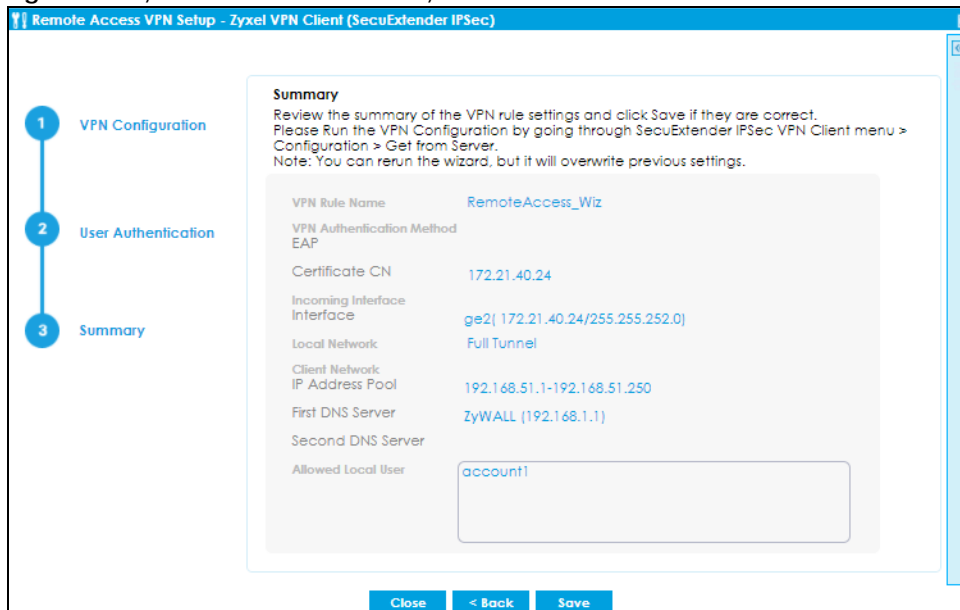 Remote Access VPN Setup - Zyxel VPN Client (SecuExtender IPSec)
1 VPN Configuration
2 User Authentication
3 Summary
Summary
Review the summary of the VPN rule settings and click Save if they are correct.
Please Run the VPN Configuration by going through SecuExtender IPSec VPN Client menu >
Configuration > Get from Server.
Note: You can rerun the wizard, but it will overwrite previous settings.
VPN Rule Name RemoteAccess_Wiz
VPN Authentication Method
EAP
Certificate CN 172.21.40.24
Incoming Interface
Interface ge2( 172.21.40.24/255.255.252.0)
Local Network Full Tunnel
Client Network
IP Address Pool 192.168.51.1-192.168.51.250
First DNS Server ZyWALL (192.168.1.1)
Second DNS Server
Allowed Local User account1
Close < Back Save